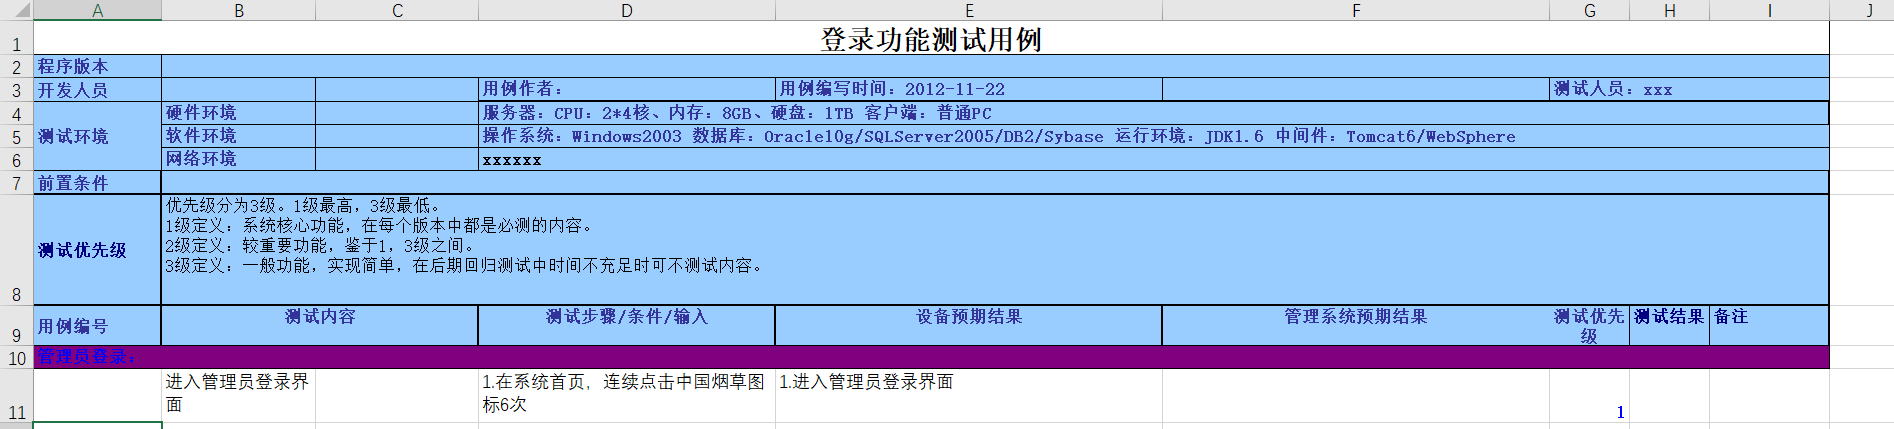 A B C D E F G H I J
1 登录功能测试用例
2 程序版本
3 开发人员 用例作者： 用例编写时间：2012-11-22 测试人员：xxx
4 硬件环境 服务器：CPU：2*4核、内存：8GB、硬盘：1TB 客户端：普通PC
5 测试环境 软件环境 操作系统：Windows2003 数据库：Oracle10g/SQLServer2005/DB2/Sybase 运行环境：JDK1.6 中间件：Tomcat6/WebSphere
6 网络环境 xxxxxx
7 前置条件
优先级分为3级。1级最高，3级最低。
1级定义：系统核心功能，在每个版本中都是必测的内容。
测试优先级 2级定义：较重要功能，鉴于1，3级之间。
3级定义：一般功能，实现简单，在后期回归测试中时间不充足时可不测试内容。
8
9 用例编号 测试内容 测试步骤/条件/输入 设备预期结果 管理系统预期结果 测试优先 测试结果 备注
级
10 管理员登录：
进入管理员登录界 1.在系统首页，连续点击中国烟草图 1.进入管理员登录界面
面 标6次
11 1